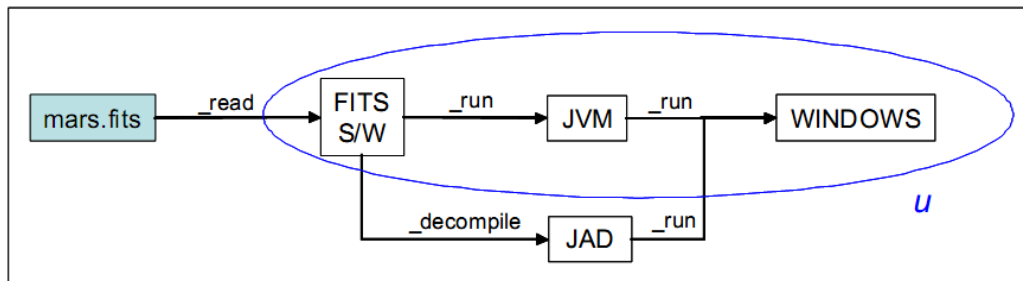 mars.fits
_read
FITS
S/W
_run
JVM
_run
WINDOWS
u
_decompile
JAD
_run